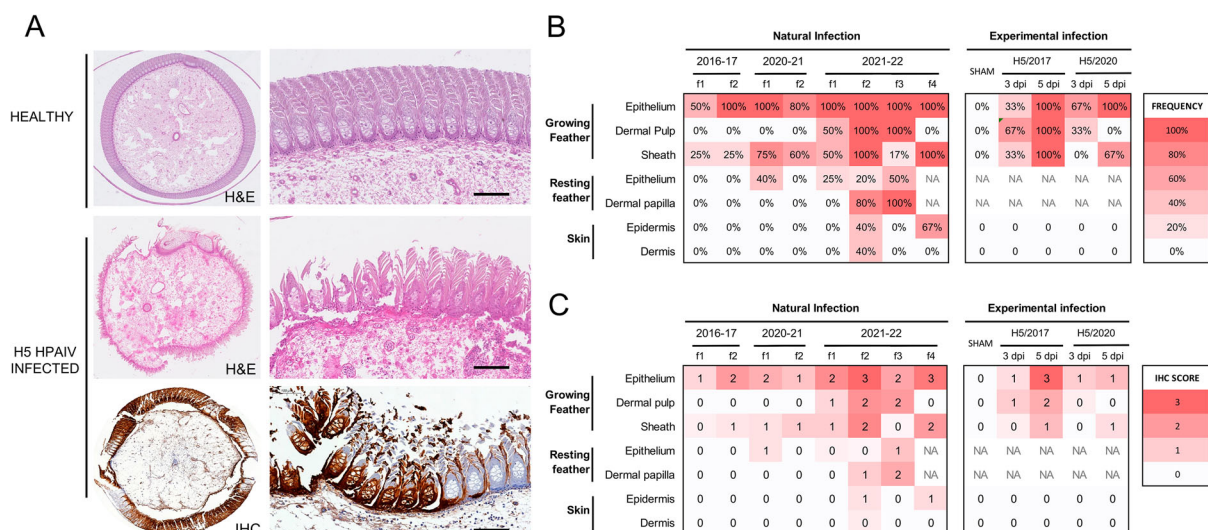 A
HEALTHY
H&E
H5 HPAIV
INFECTED
H&E
IHC
B
Natural Infection
Experimental infection
2016-17 2020-21 2021-22
SHAM H5/2017 H5/2020
f1 f2 f1 f2 f1 f2 f3 f4
3 dpi 5 dpi 3 dpi 5 dpi
Growing
Feather
Epithelium 50% 100% 100% 80% 100% 100% 100% 100% 0% 33% 100% 67% 100%
Dermal Pulp 0% 0% 0% 0% 50% 100% 100% 0% 0% 67% 100% 33% 0%
Sheath 25% 25% 75% 60% 50% 100% 17% 100% 0% 33% 100% 0% 67%
Resting
feather
Epithelium 0% 0% 40% 0% 25% 20% 50% NA NA NA NA NA NA
Dermal papilla 0% 0% 0% 0% 0% 80% 100% NA NA NA NA NA NA
Skin
Epidermis 0% 0% 0% 0% 0% 40% 0% 67% 0 0 0 0 0
Dermis 0% 0% 0% 0% 0% 40% 0% 0% 0 0 0 0 0
FREQUENCY
100%
80%
60%
40%
20%
0%
C
Natural Infection
Experimental infection
2016-17 2020-21 2021-22
SHAM H5/2017 H5/2020
f1 f2 f1 f2 f1 f2 f3 f4
3 dpi 5 dpi 3 dpi 5 dpi
Growing
Feather
Epithelium 1 2 2 1 2 3 2 3 0 1 3 1 1
Dermal pulp 0 0 0 0 1 2 2 0 0 1 2 0 0
Sheath 0 1 1 1 1 2 0 2 0 0 1 0 1
Resting
feather
Epithelium 0 0 1 0 0 0 1 NA NA NA NA NA NA
Dermal papilla 0 0 0 0 0 1 2 NA NA NA NA NA NA
Skin
Epidermis 0 0 0 0 0 1 0 1 0 0 0 0 0
Dermis 0 0 0 0 0 0 0 0 0 0 0 0 0
IHC SCORE
3
2
1
0